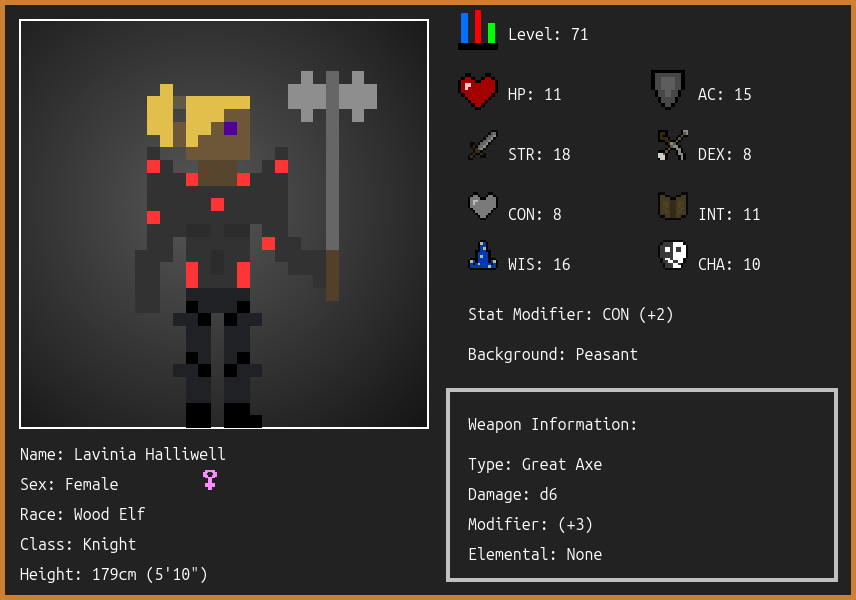 Level: 71
HP: 11
AC: 15
STR: 18
DEX: 8
CON: 8
INT: 11
WIS: 16
CHA: 10
Stat Modifier: CON (+2)
Background: Peasant
Weapon Information:
Type: Great Axe
Damage: d6
Modifier: (+3)
Elemental: None
Name: Lavinia Halliwell
Sex: Female
Race: Wood Elf
Class: Knight
Height: 179cm (5'10")